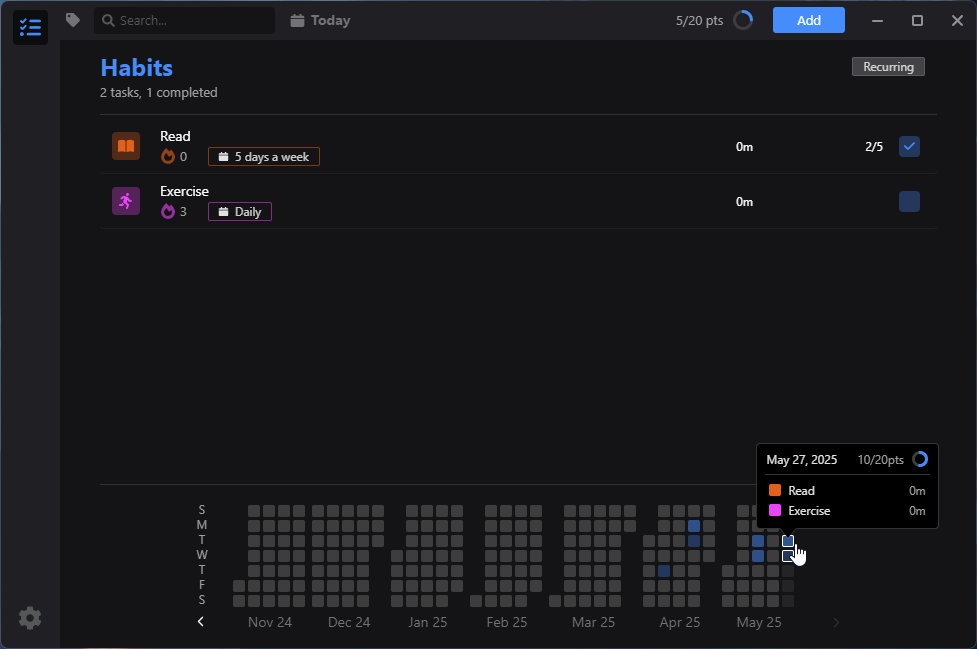 Search... Today 5/20 pts Add
Habits
Recurring
2 tasks, 1 completed
Read
0 5 days a week 0m 2/5
Exercise
3 Daily 0m
May 27, 2025 10/20pts
Read 0m
Exercise 0m
S
M
T
W
T
F
S
Nov 24 Dec 24 Jan 25 Feb 25 Mar 25 Apr 25 May 25